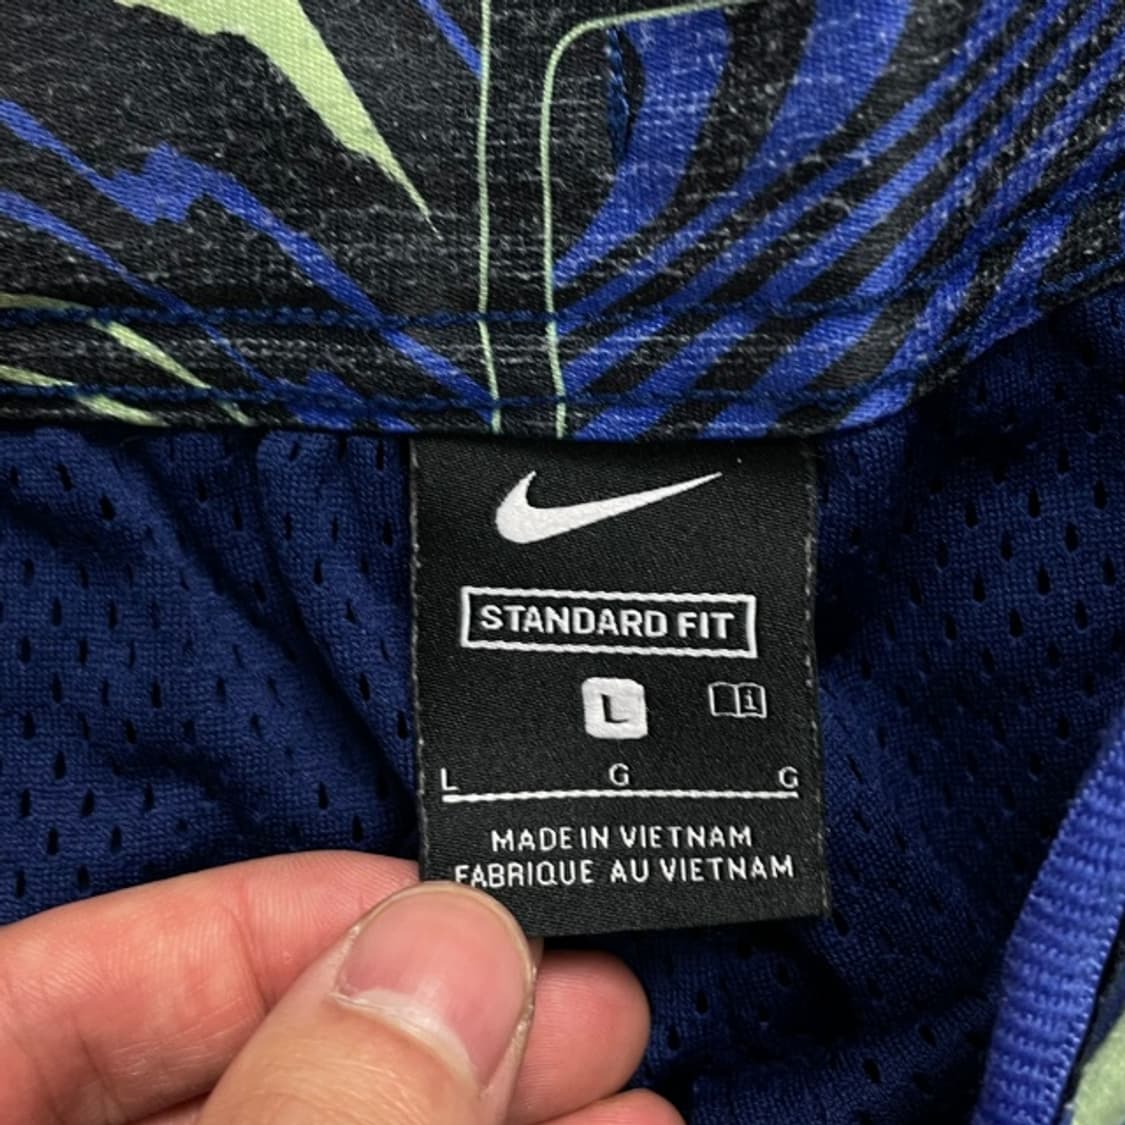 STANDARD FIT
L
i
L G G
MADE IN VIETNAM
FABRIQUE AU VIETNAM